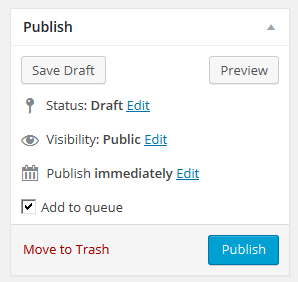 Publish
Save Draft Preview
Status: Draft Edit
Visibility: Public Edit
Publish immediately Edit
Add to queue
Move to Trash Publish